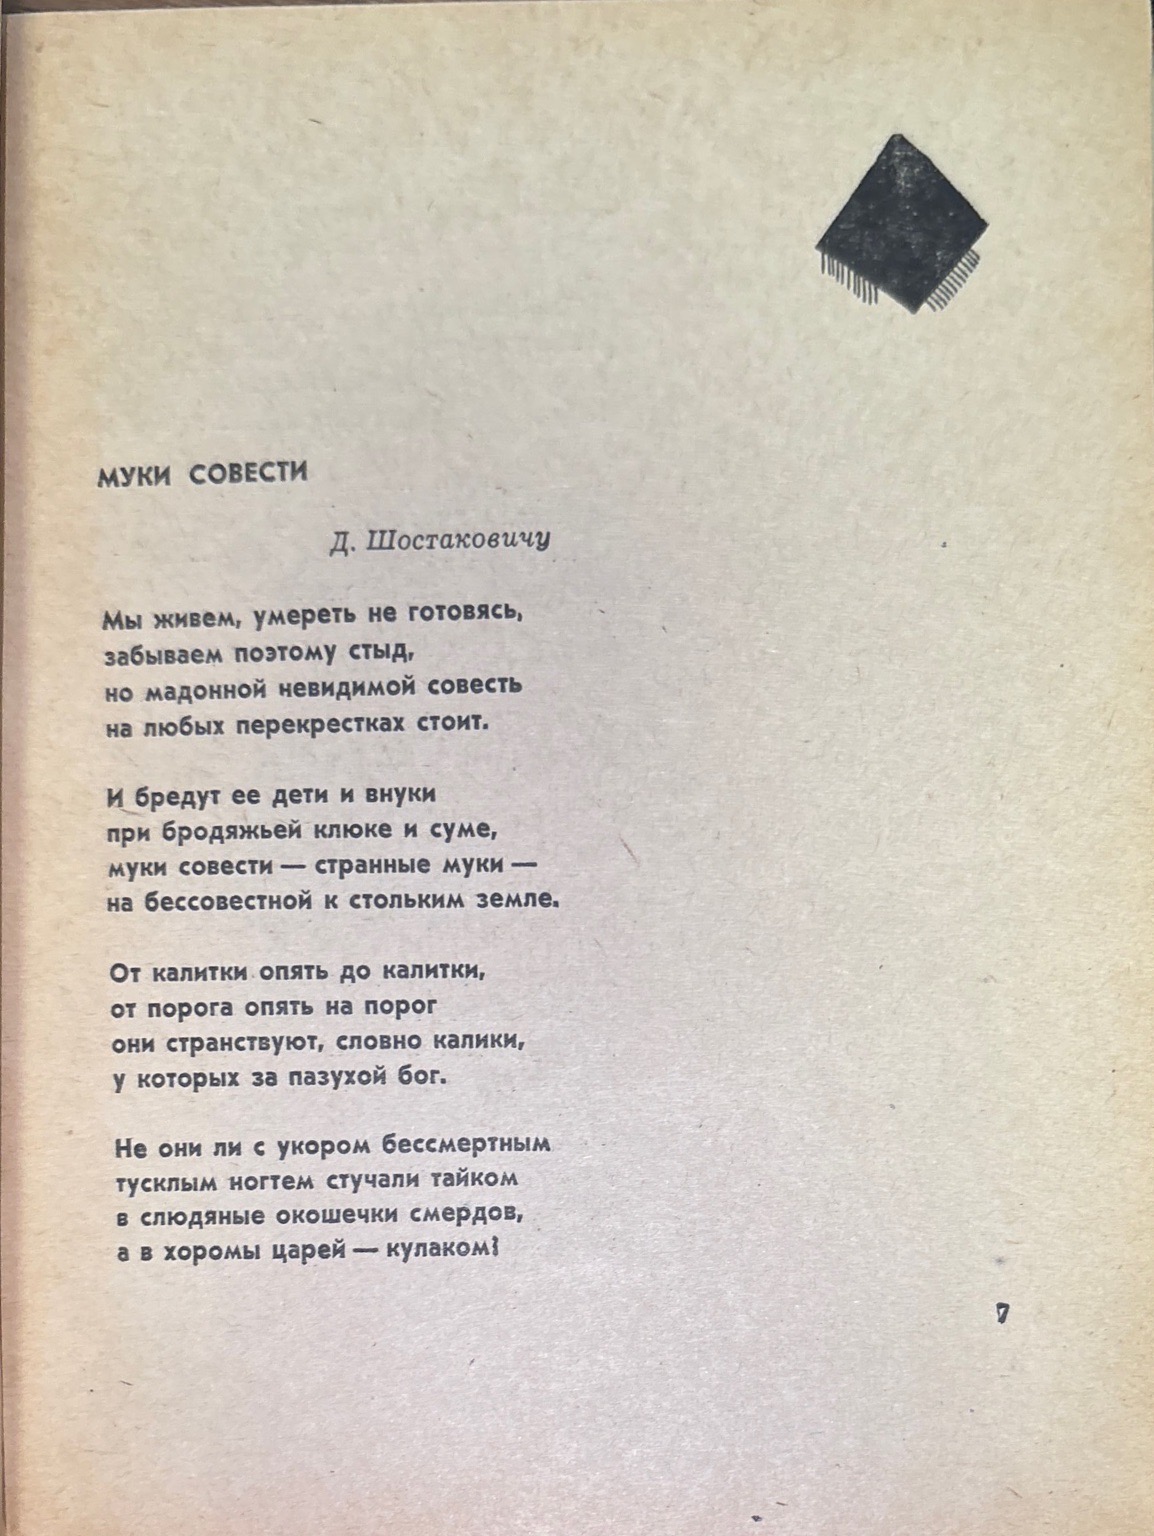 МУКИ СОВЕСТИ
Д. Шостаковичу
Мы живем, умереть не готовясь,
забываем поэтому стыд,
но мадонной невидимой совесть
на любых перекрестках стоит.
И бредут ее дети и внуки
при бродяжьей клюке и суме,
муки совести — странные муки —
на бессовестной к стольким земле.
От калитки опять до калитки,
от порога опять на порог
они странствуют, словно калики,
у которых за пазухой бог.
Не они ли с укором бессмертным
тусклым ногтем стучали тайком
в слюдяные окошечки смердов,
а в хоромы царей — кулаком?
7